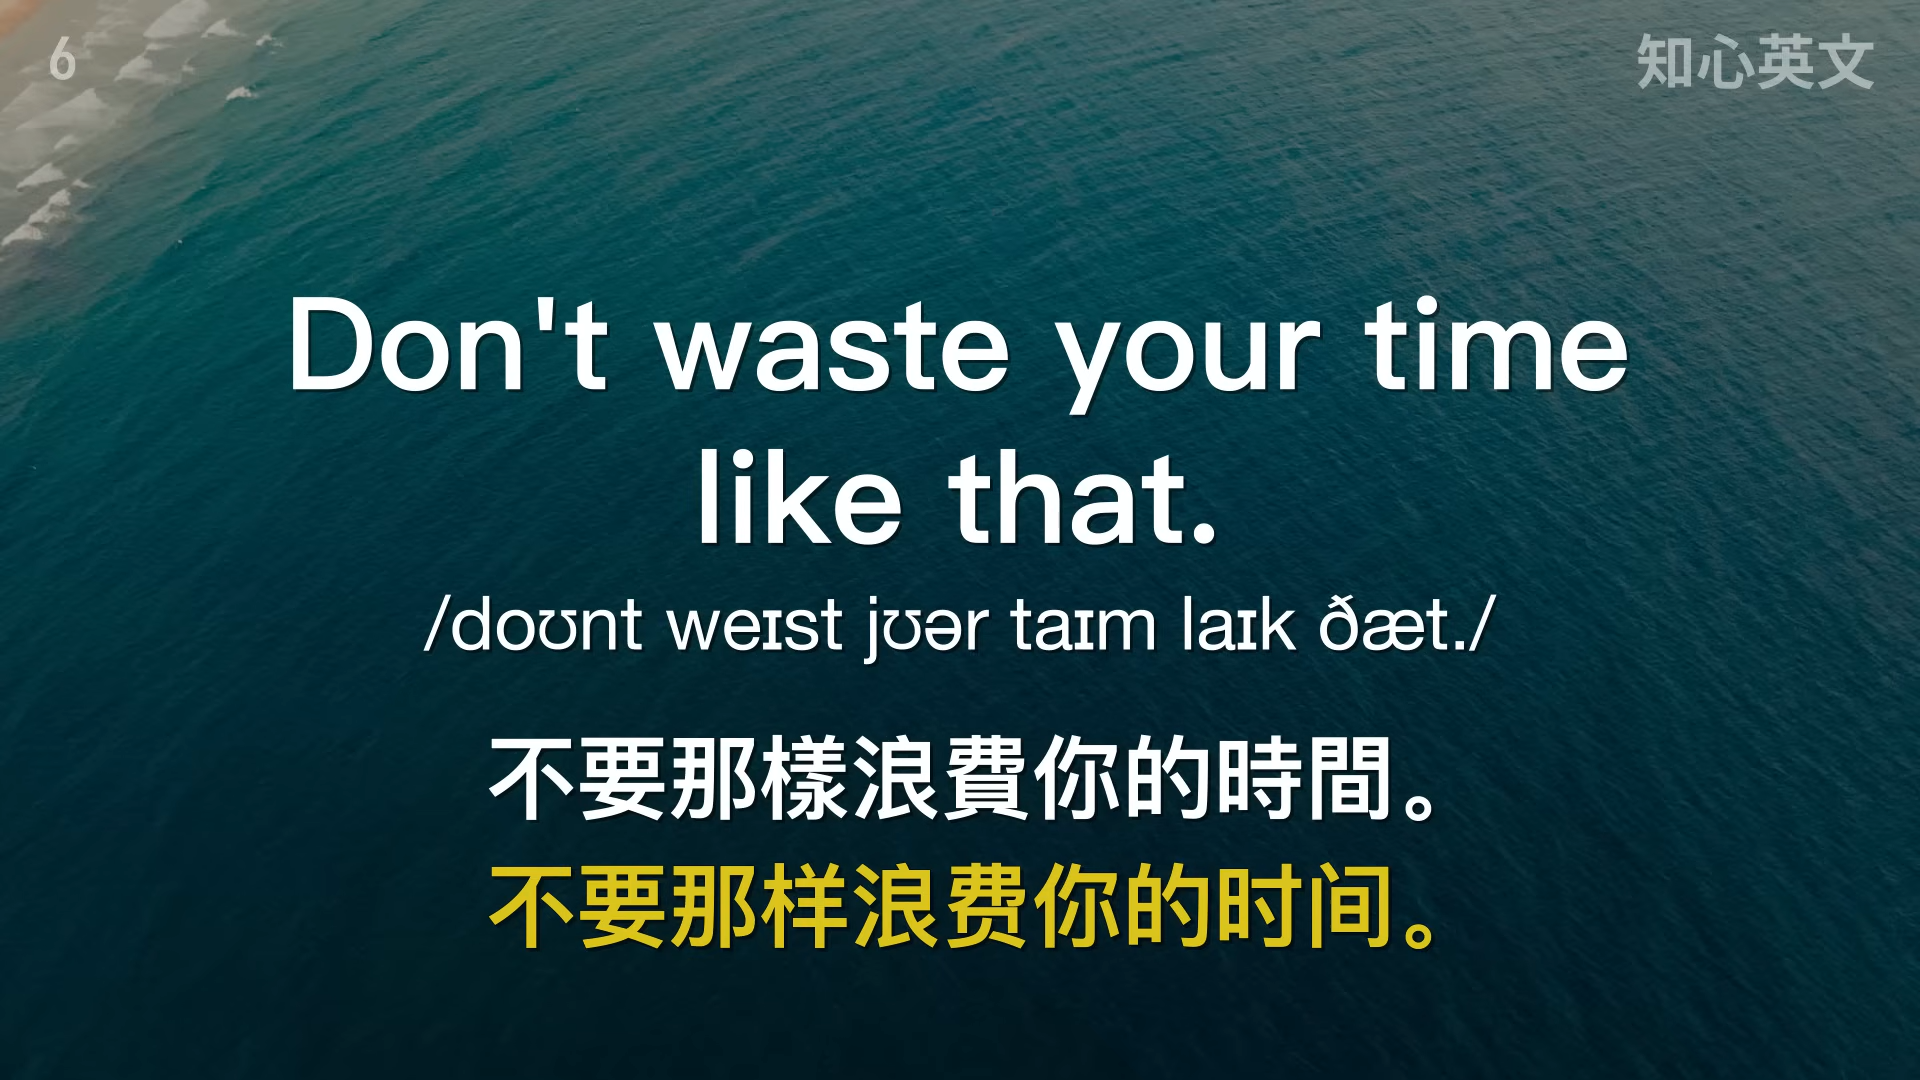 6
知心英文
Don't waste your time
like that.
/doʊnt weɪst jʊər taɪm laɪk ðæt./
不要那樣浪費你的時間。
不要那样浪费你的时间。